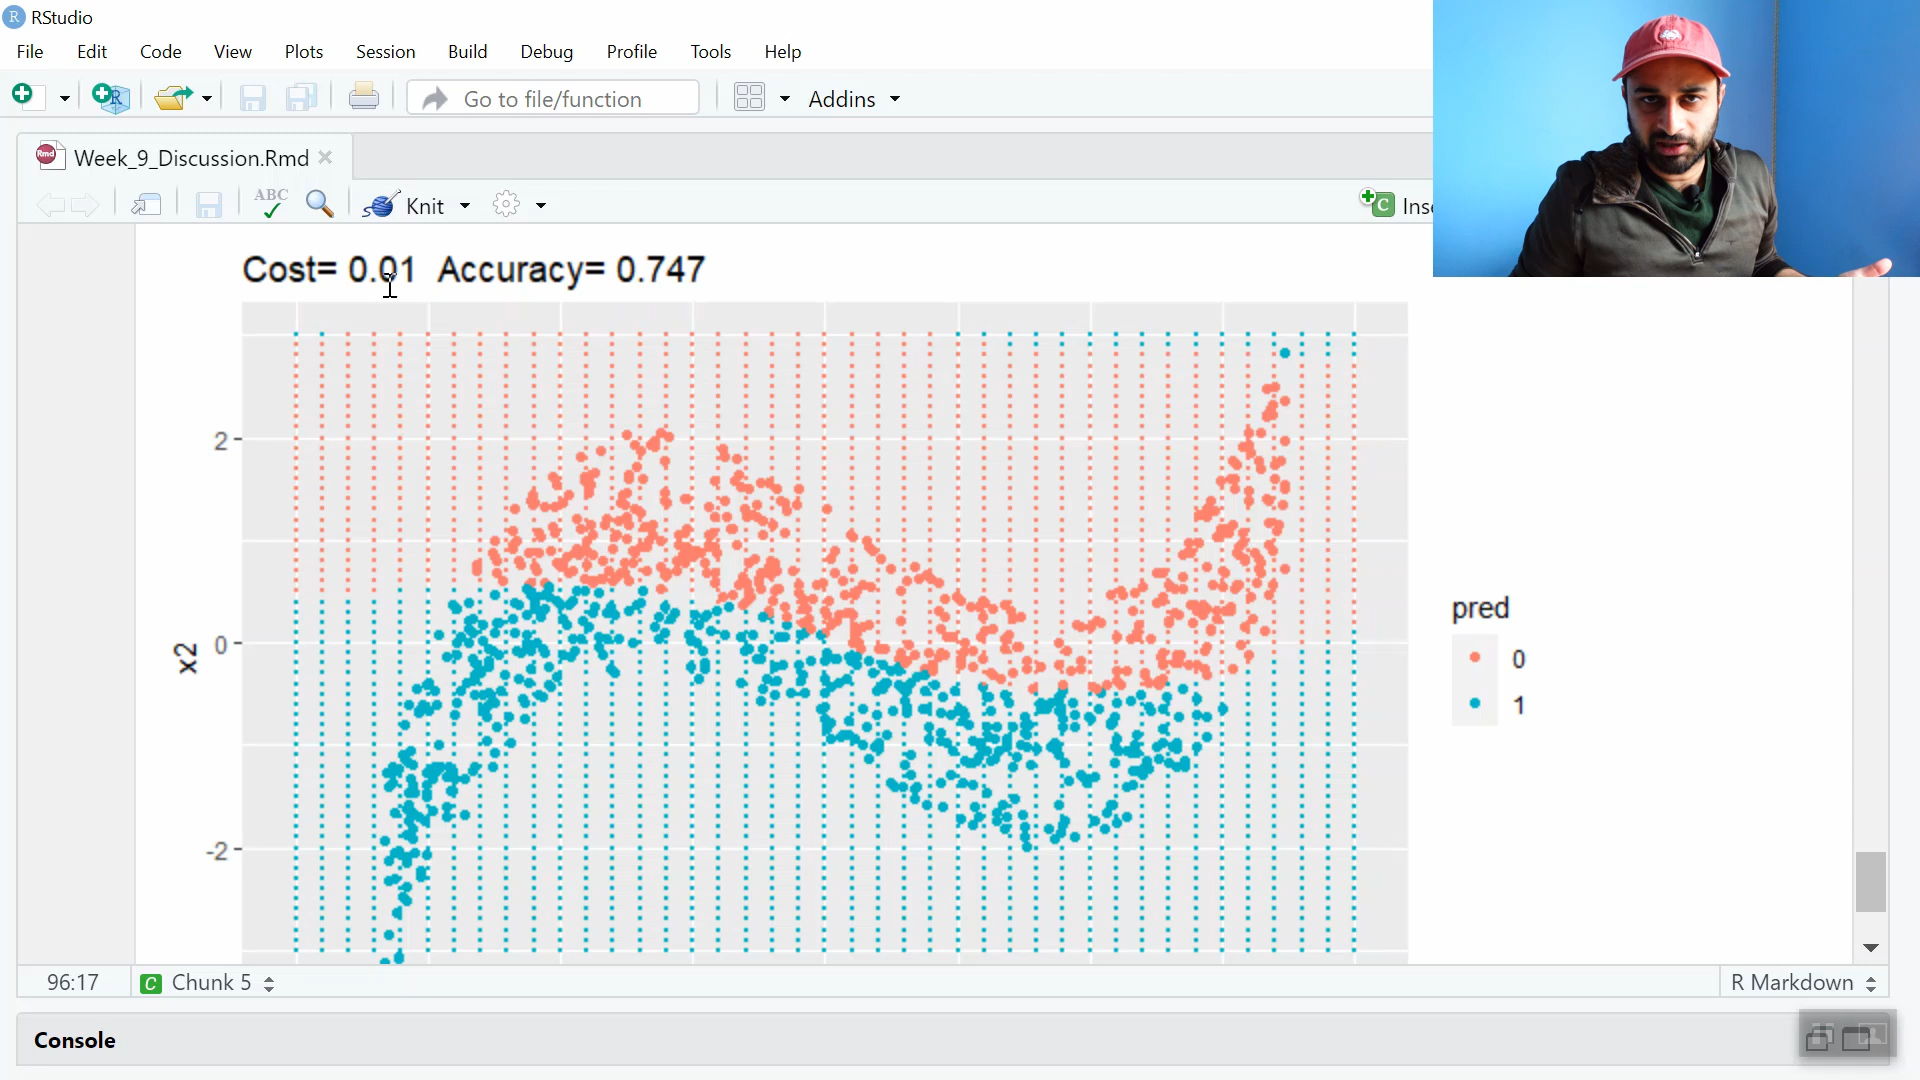 RStudio
File Edit Code View Plots Session Build Debug Profile Tools Help
Go to file/function
Addins
Week_9_Discussion.Rmd
ABC
Knit
Inse
Cost= 0.01 Accuracy= 0.747
2
0
-2
x2
pred
0
1
96:17
C Chunk 5
R Markdown
Console